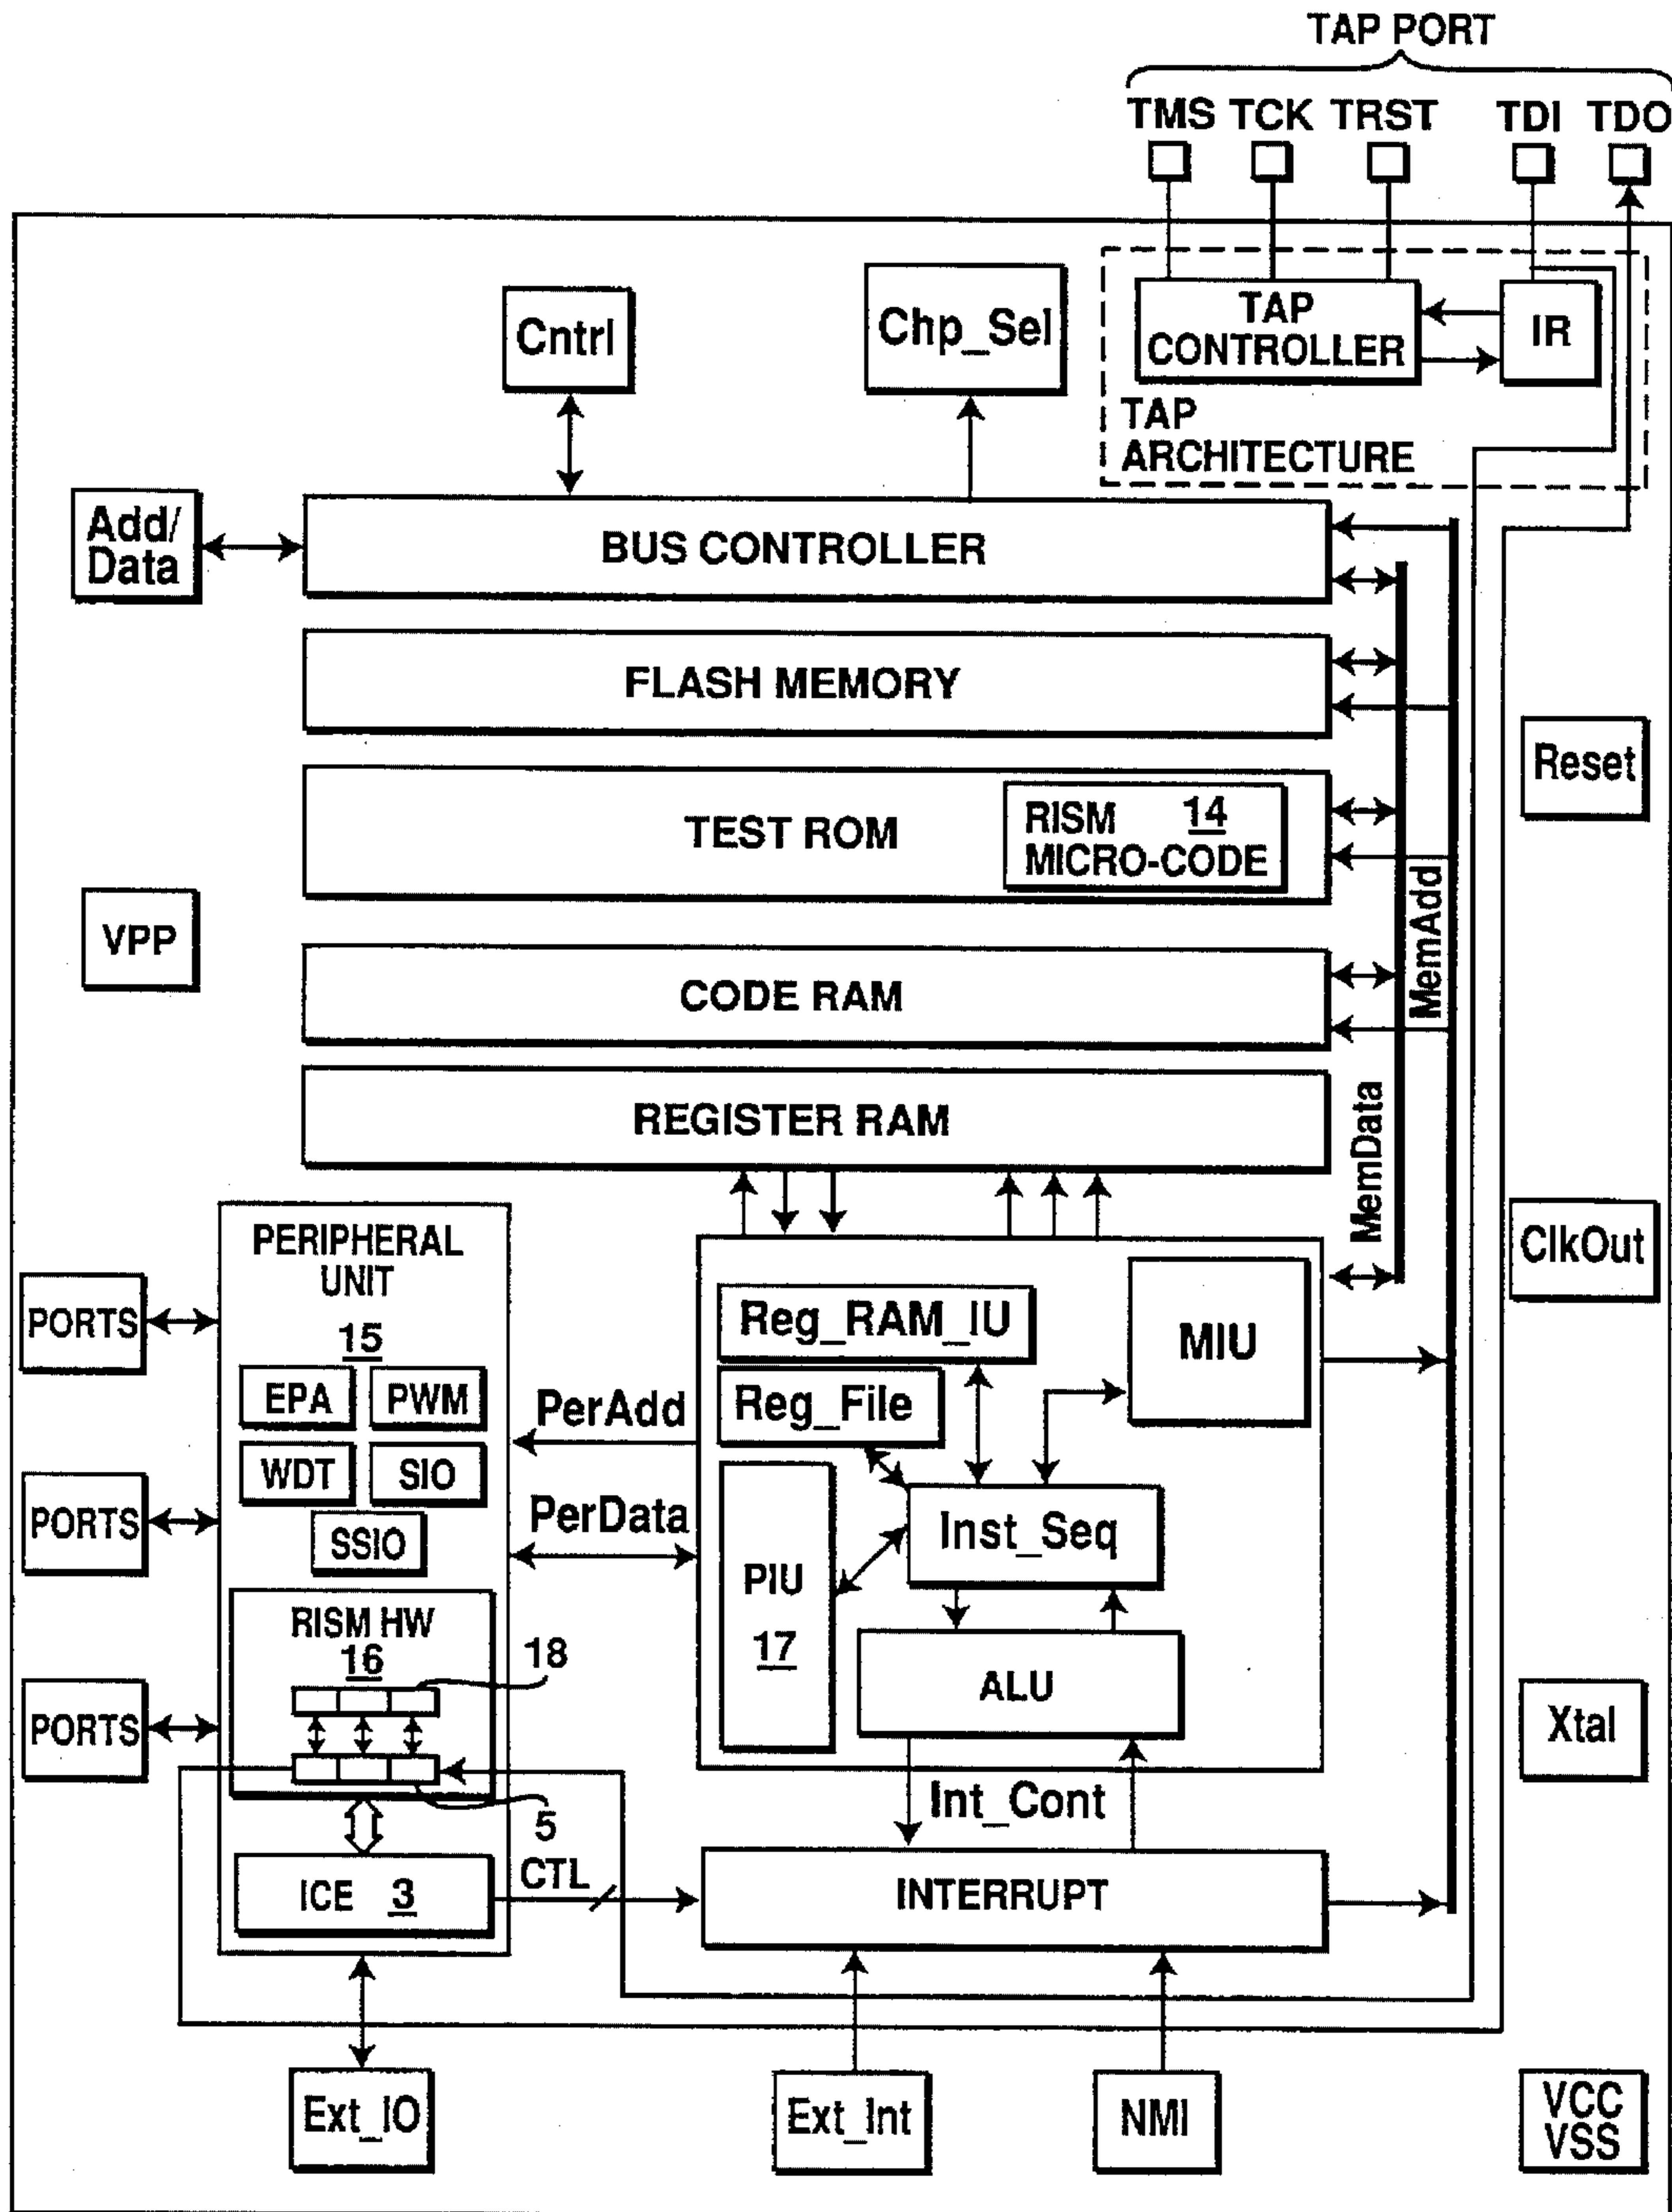 TAP PORT
TMS TCK TRST TDI TDO
Cntrl
Chp_Sel
TAP
CONTROLLER
IR
TAP
ARCHITECTURE
Add/
Data
BUS CONTROLLER
FLASH MEMORY
TEST ROM
RISM 14
MICRO-CODE
Reset
VPP
MemAdd
CODE RAM
REGISTER RAM
MemData
PERIPHERAL
UNIT
15
EPA PWM
WDT SIO
SSIO
PORTS
PORTS
PORTS
ClkOut
Reg_RAM_IU
MIU
Reg_File
PerAdd
PerData
Inst_Seq
PIU
17
ALU
RISM HW
16
18
5
Xtal
Int_Cont
CTL
ICE 3
INTERRUPT
Ext_IO
Ext_Int
NMI
VCC
VSS